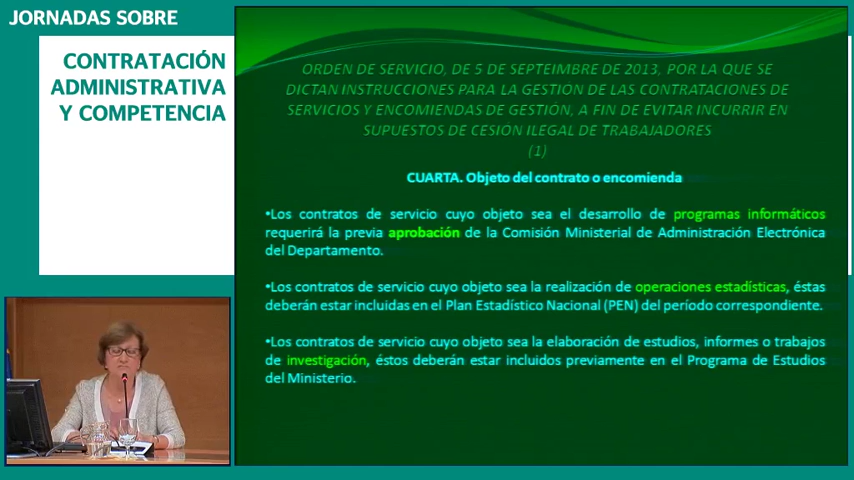 JORNADAS SOBRE
CONTRATACIÓN
ADMINISTRATIVA
Y COMPETENCIA
ORDEN DE SERVICIO, DE 5 DE SEPTEIMBRE DE 2013, POR LA QUE SE
DICTAN INSTRUCCIONES PARA LA GESTION DE LAS CONTRATACIONES DE
SERVICIOS Y ENCOMIENDAS DE GESTIÓN, A FIN DE EVITAR INCURRIR EN
SUPUESTOS DE CESION ILEGAL DE TRABAJADORES
(1)
CUARTA. Objeto del contrato o encomienda
•Los contratos de servicio cuyo objeto sea el desarrollo de programas informáticos
requerirá la previa aprobación de la Comisión Ministerial de Administración Electrónica
del Departamento.
•Los contratos de servicio cuyo objeto sea la realización de operaciones estadísticas, éstas
deberán estar incluidas en el Plan Estadístico Nacional (PEN) del período correspondiente.
•Los contratos de servicio cuyo objeto sea la elaboración de estudios, informes o trabajos
de investigación, éstos deberán estar incluidos previamente en el Programa de Estudios
del Ministerio.